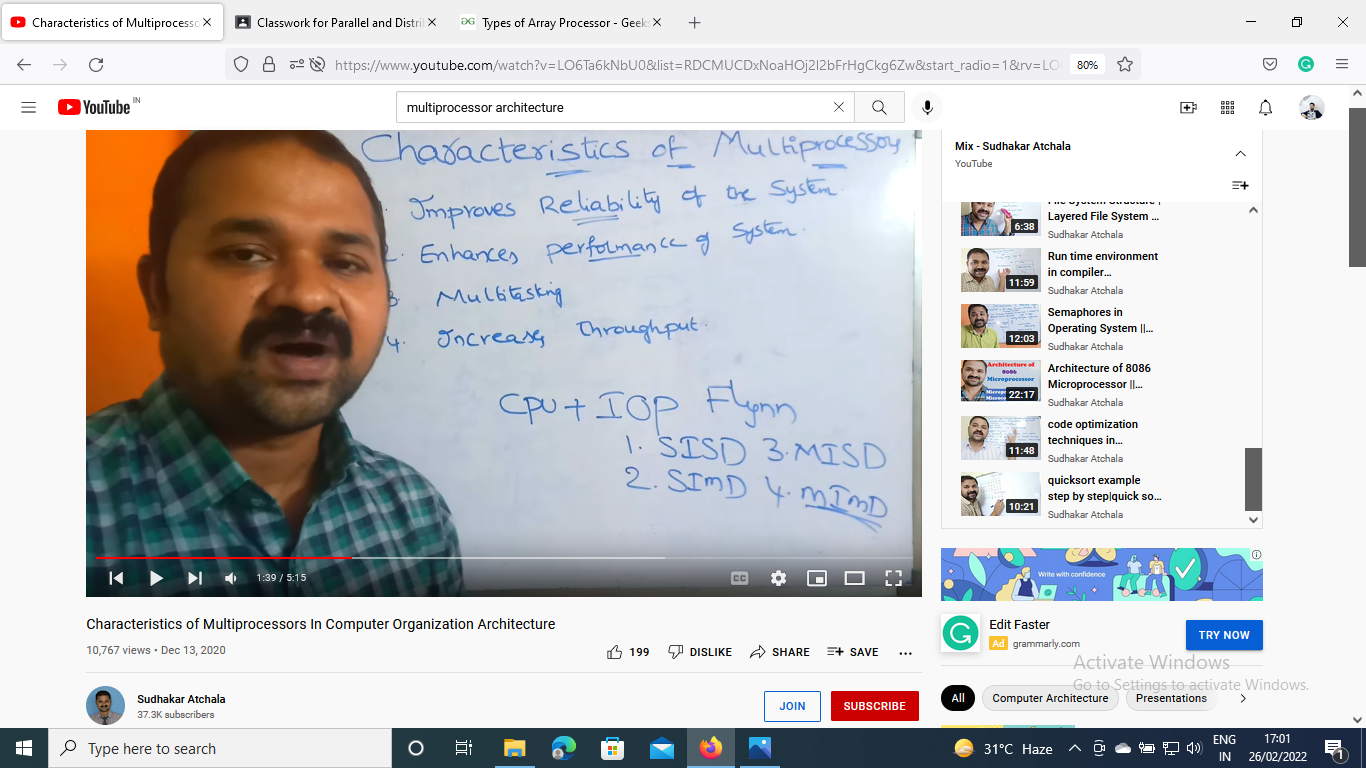 Characteristics of Multiprocesso
Classwork for Parallel and Distril
Types of Array Processor - Geeks
https://www.youtube.com/watch?v=LO6Ta6kNbU0&list=RDCMUCDxNoaHOj2I2bFrHgCkg6Zw&start_radio=1&rv=LO
80%
YouTube IN
multiprocessor architecture
Characteristics of Multiprocessors
1. Improves Reliability of the System.
2. Enhances performance of System.
3. Multitasking
4. Increases Throughput.
CPU + IOP Flynn
1. SISD 3. MISD
2. SIMD 4. MIMD
1:39 / 5:15
CC
Mix - Sudhakar Atchala
YouTube
File System Structure |
Layered File System ...
Sudhakar Atchala
6:38
Run time environment
in compiler...
Sudhakar Atchala
11:59
Semaphores in
Operating System ||...
Sudhakar Atchala
12:03
Architecture of 8086
Microprocessor ||...
Sudhakar Atchala
22:17
Architecture of
8086
code optimization
techniques in...
Sudhakar Atchala
11:48
quicksort example
step by step|quick so...
Sudhakar Atchala
10:21
Write with confidence
Edit Faster
Ad grammarly.com
TRY NOW
Characteristics of Multiprocessors In Computer Organization Architecture
10,767 views • Dec 13, 2020
199 DISLIKE SHARE SAVE ...
Sudhakar Atchala
37.3K subscribers
JOIN SUBSCRIBE
All Computer Architecture Presentations
Activate Windows
Go to Settings to activate Windows.
Type here to search
31°C Haze
ENG
IN
17:01
26/02/2022
1